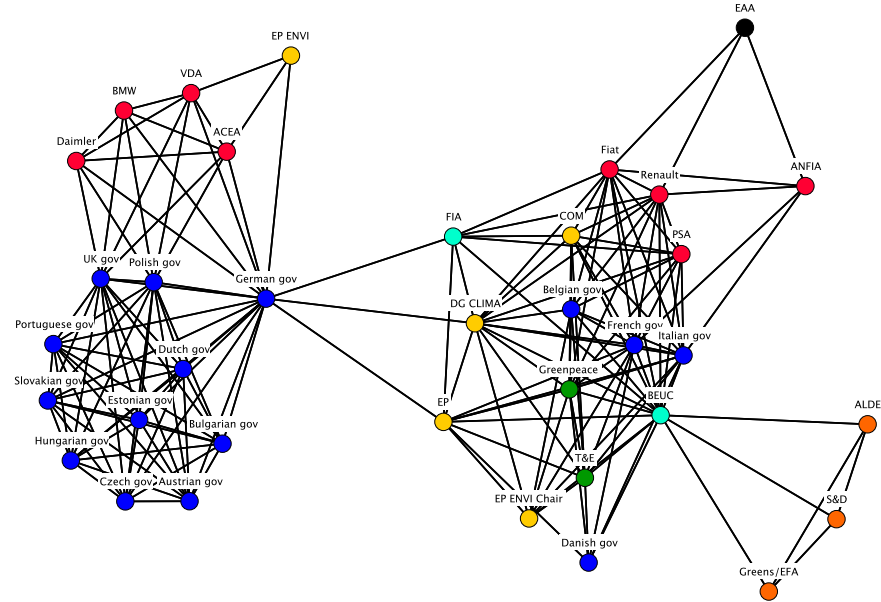 EAA
EP ENVI
VDA
BMW
ACEA
Daimler
Fiat
Renault
ANFIA
FIA
COM
PSA
UK gov
Polish gov
German gov
Belgian gov
DG CLIMA
Portuguese gov
French gov
Italian gov
Dutch gov
Greenpeace
Slovakian gov
Estonian gov
EP
BEUC
ALDE
Bulgarian gov
Hungarian gov
T&E
Czech gov
Austrian gov
EP ENVI Chair
S&D
Danish gov
Greens/EFA